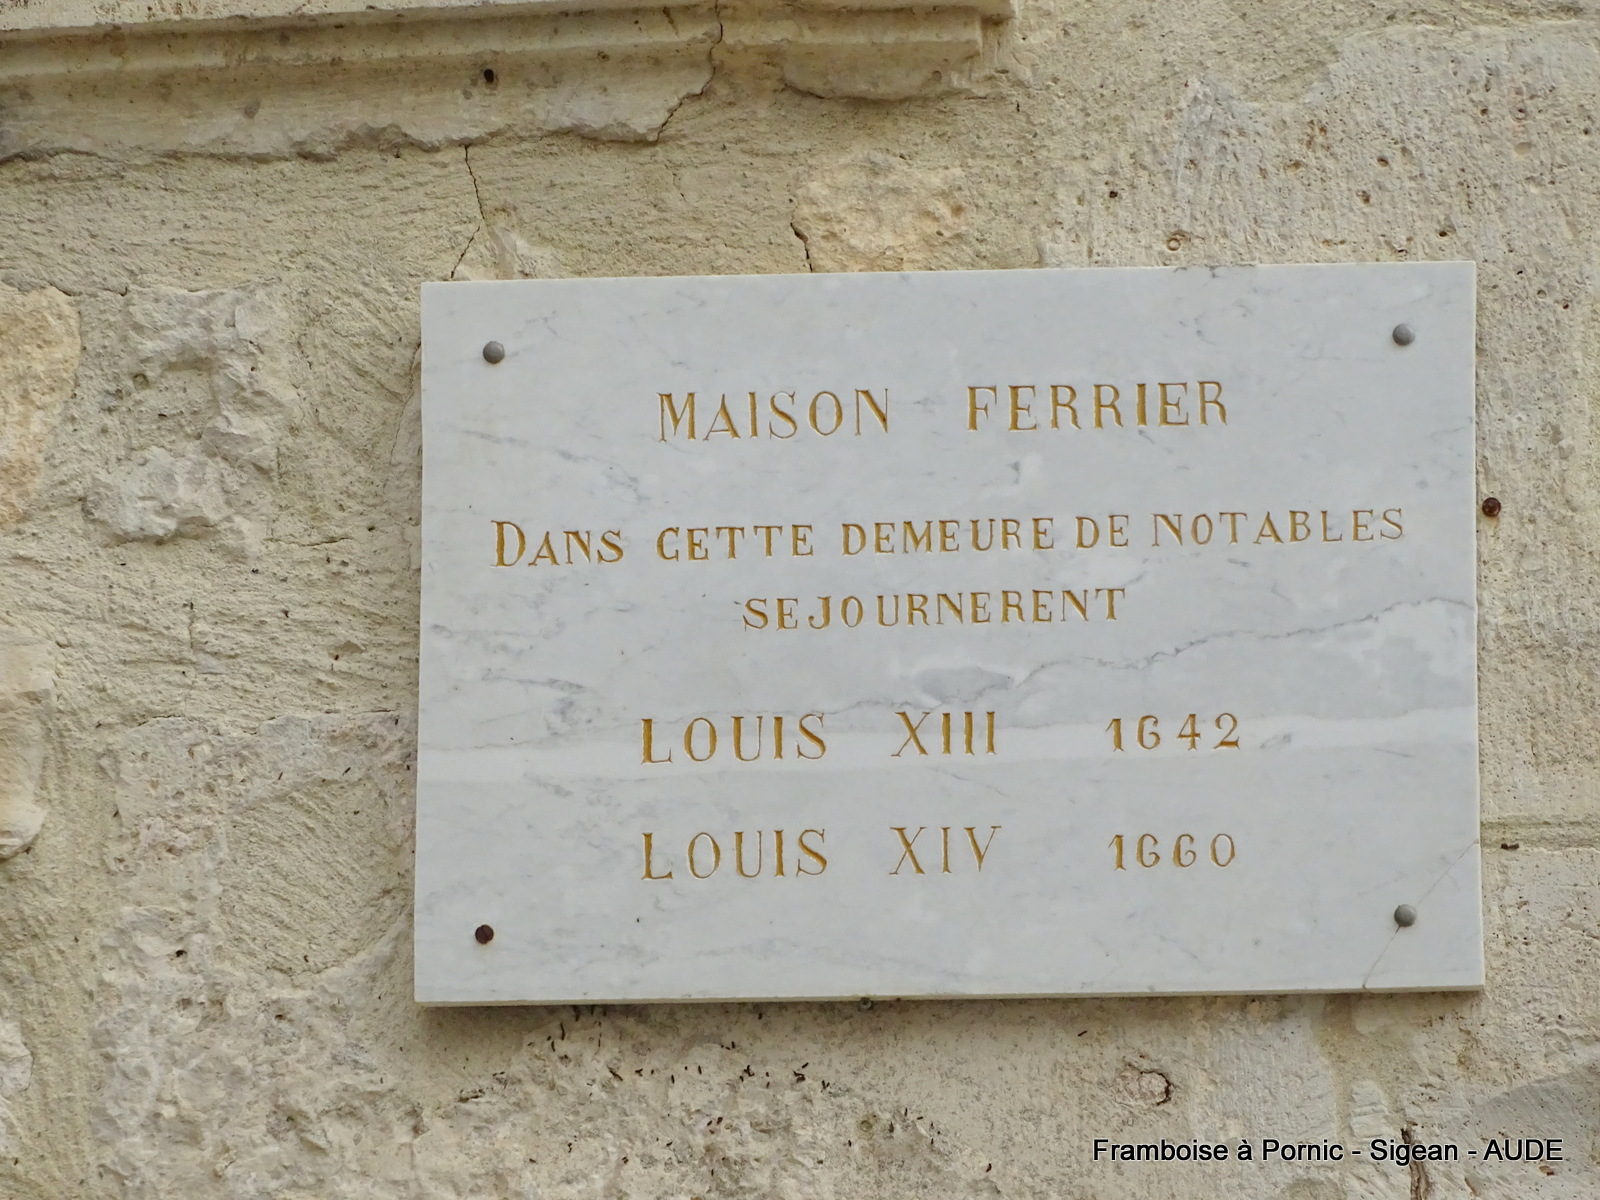 MAISON FERRIER
DANS CETTE DEMEURE DE NOTABLES
SEJOURNERENT
LOUIS XIII 1642
LOUIS XIV 1660
Framboise à Pornic - Sigean - AUDE